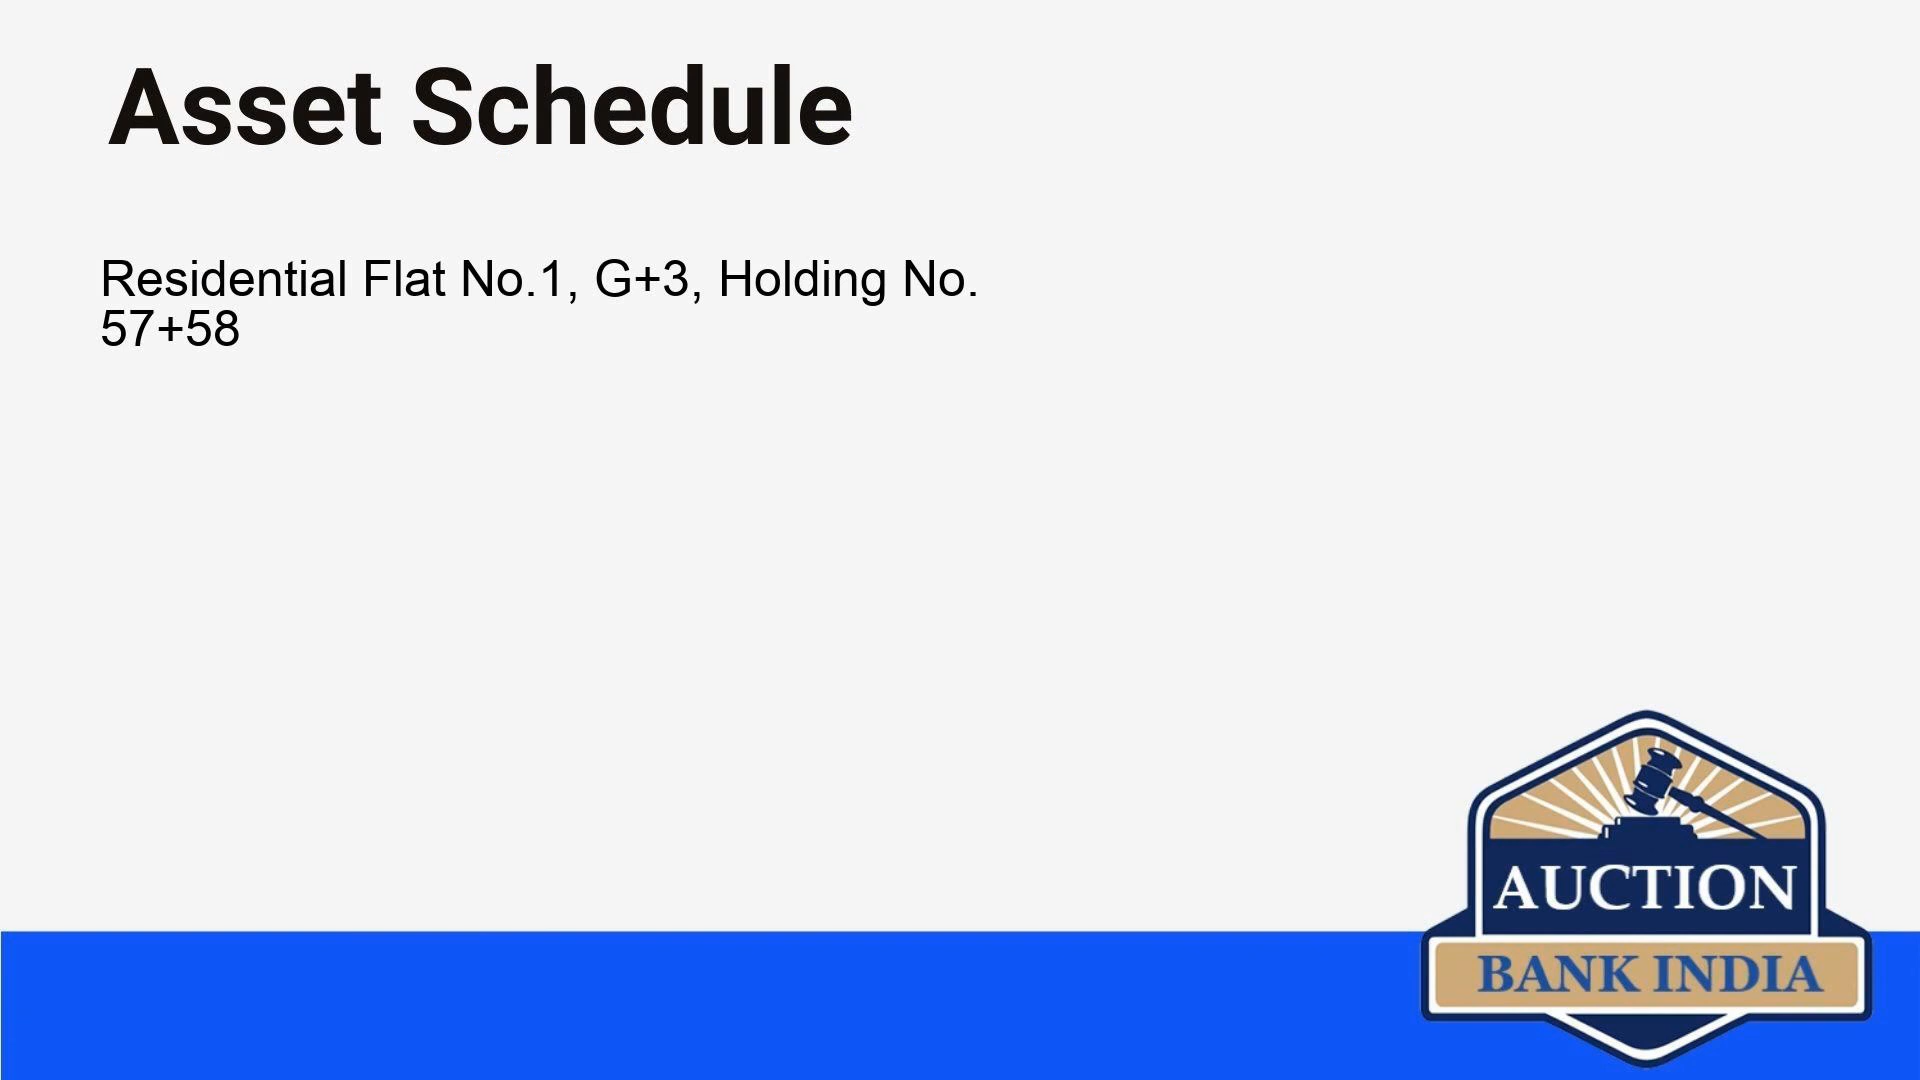 Asset Schedule
Residential Flat No.1, G+3, Holding No.
57+58
AUCTION
BANK INDIA